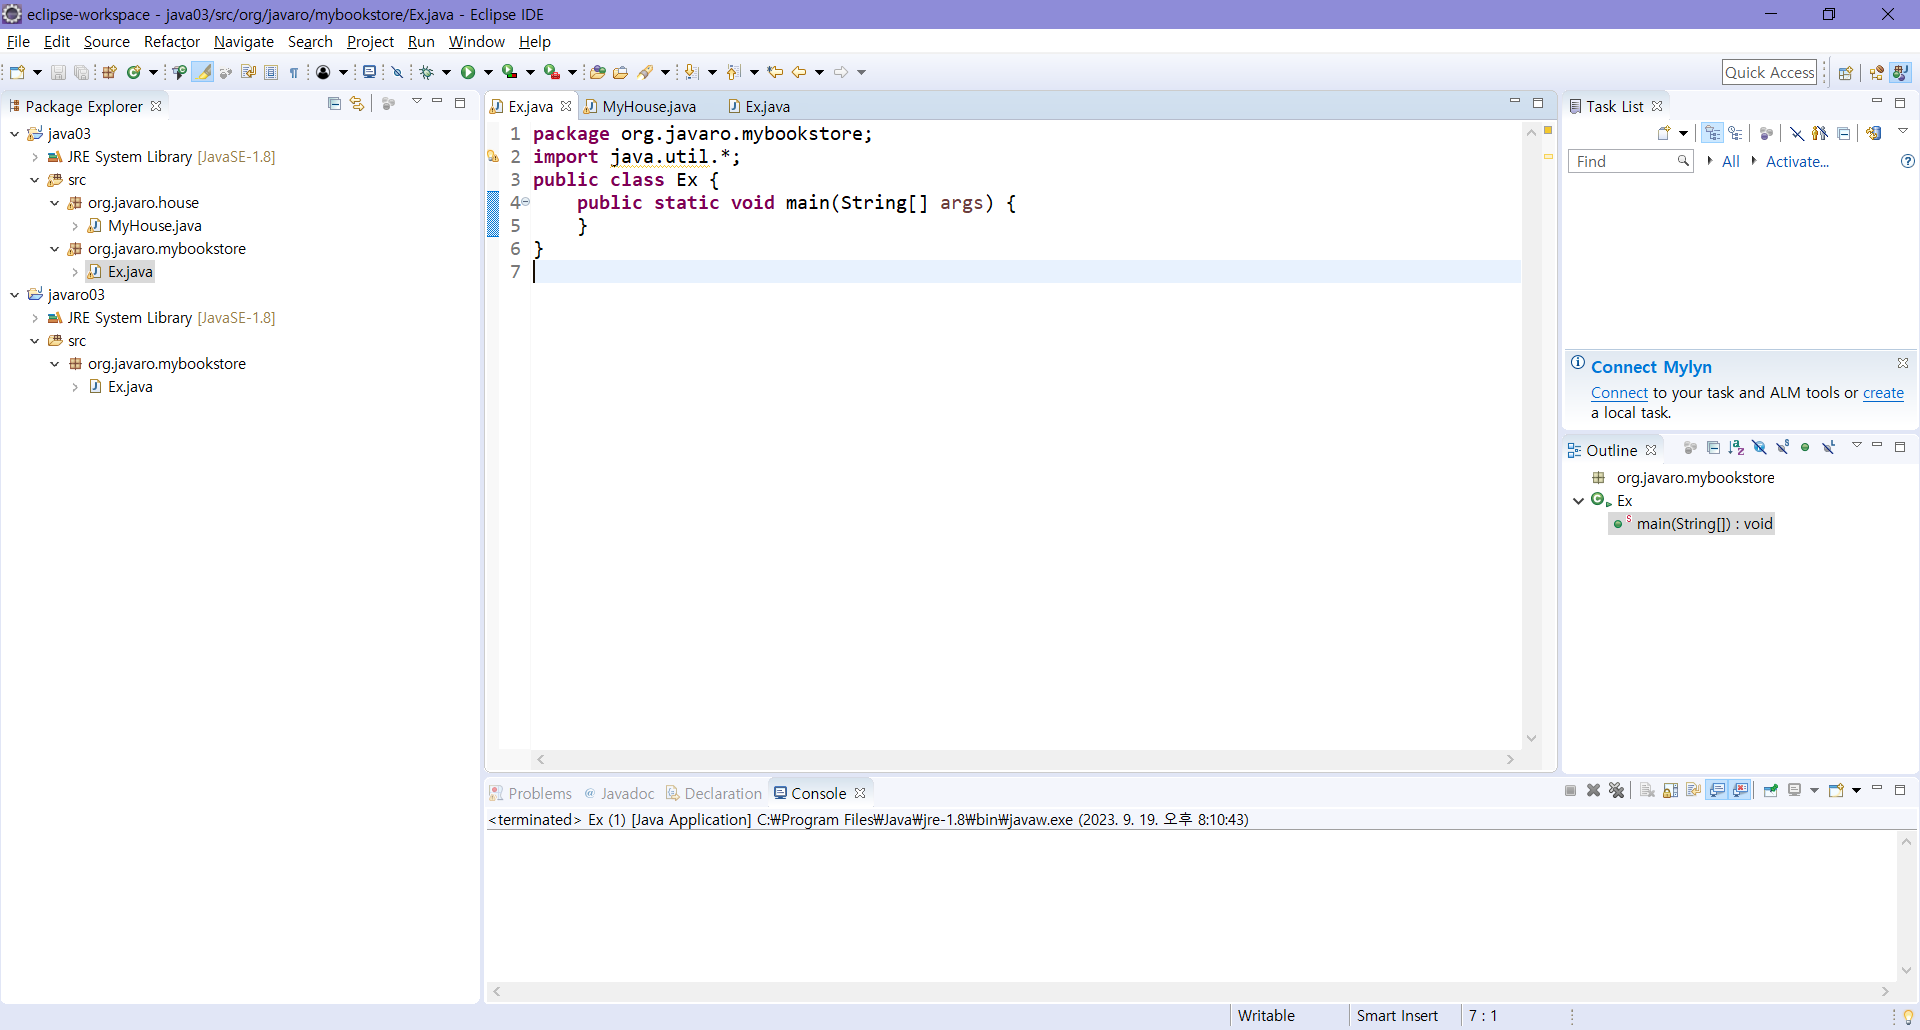 eclipse-workspace - java03/src/org/javaro/mybookstore/Ex.java - Eclipse IDE
File Edit Source Refactor Navigate Search Project Run Window Help
Quick Access
Package Explorer
java03
JRE System Library [JavaSE-1.8]
src
org.javaro.house
MyHouse.java
org.javaro.mybookstore
Ex.java
javaro03
JRE System Library [JavaSE-1.8]
src
org.javaro.mybookstore
Ex.java
Ex.java MyHouse.java Ex.java
1 package org.javaro.mybookstore;
2 import java.util.*;
3 public class Ex {
4 public static void main(String[] args) {
5 }
6 }
7
Task List
Find All Activate...
Connect Mylyn
Connect to your task and ALM tools or create
a local task.
Outline
org.javaro.mybookstore
Ex
main(String[]) : void
Problems Javadoc Declaration Console
<terminated> Ex (1) [Java Application] C:₩Program Files₩Java₩jre-1.8₩bin₩javaw.exe (2023. 9. 19. 오후 8:10:43)
Writable Smart Insert 7 : 1